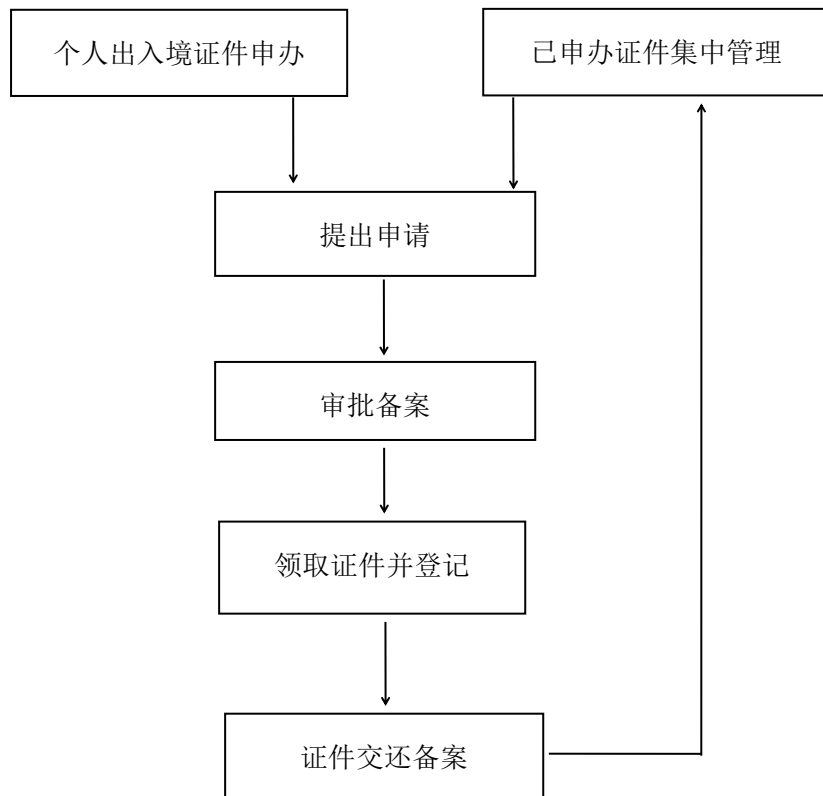 个人出入境证件申办
已申办证件集中管理
提出申请
审批备案
领取证件并登记
证件交还备案